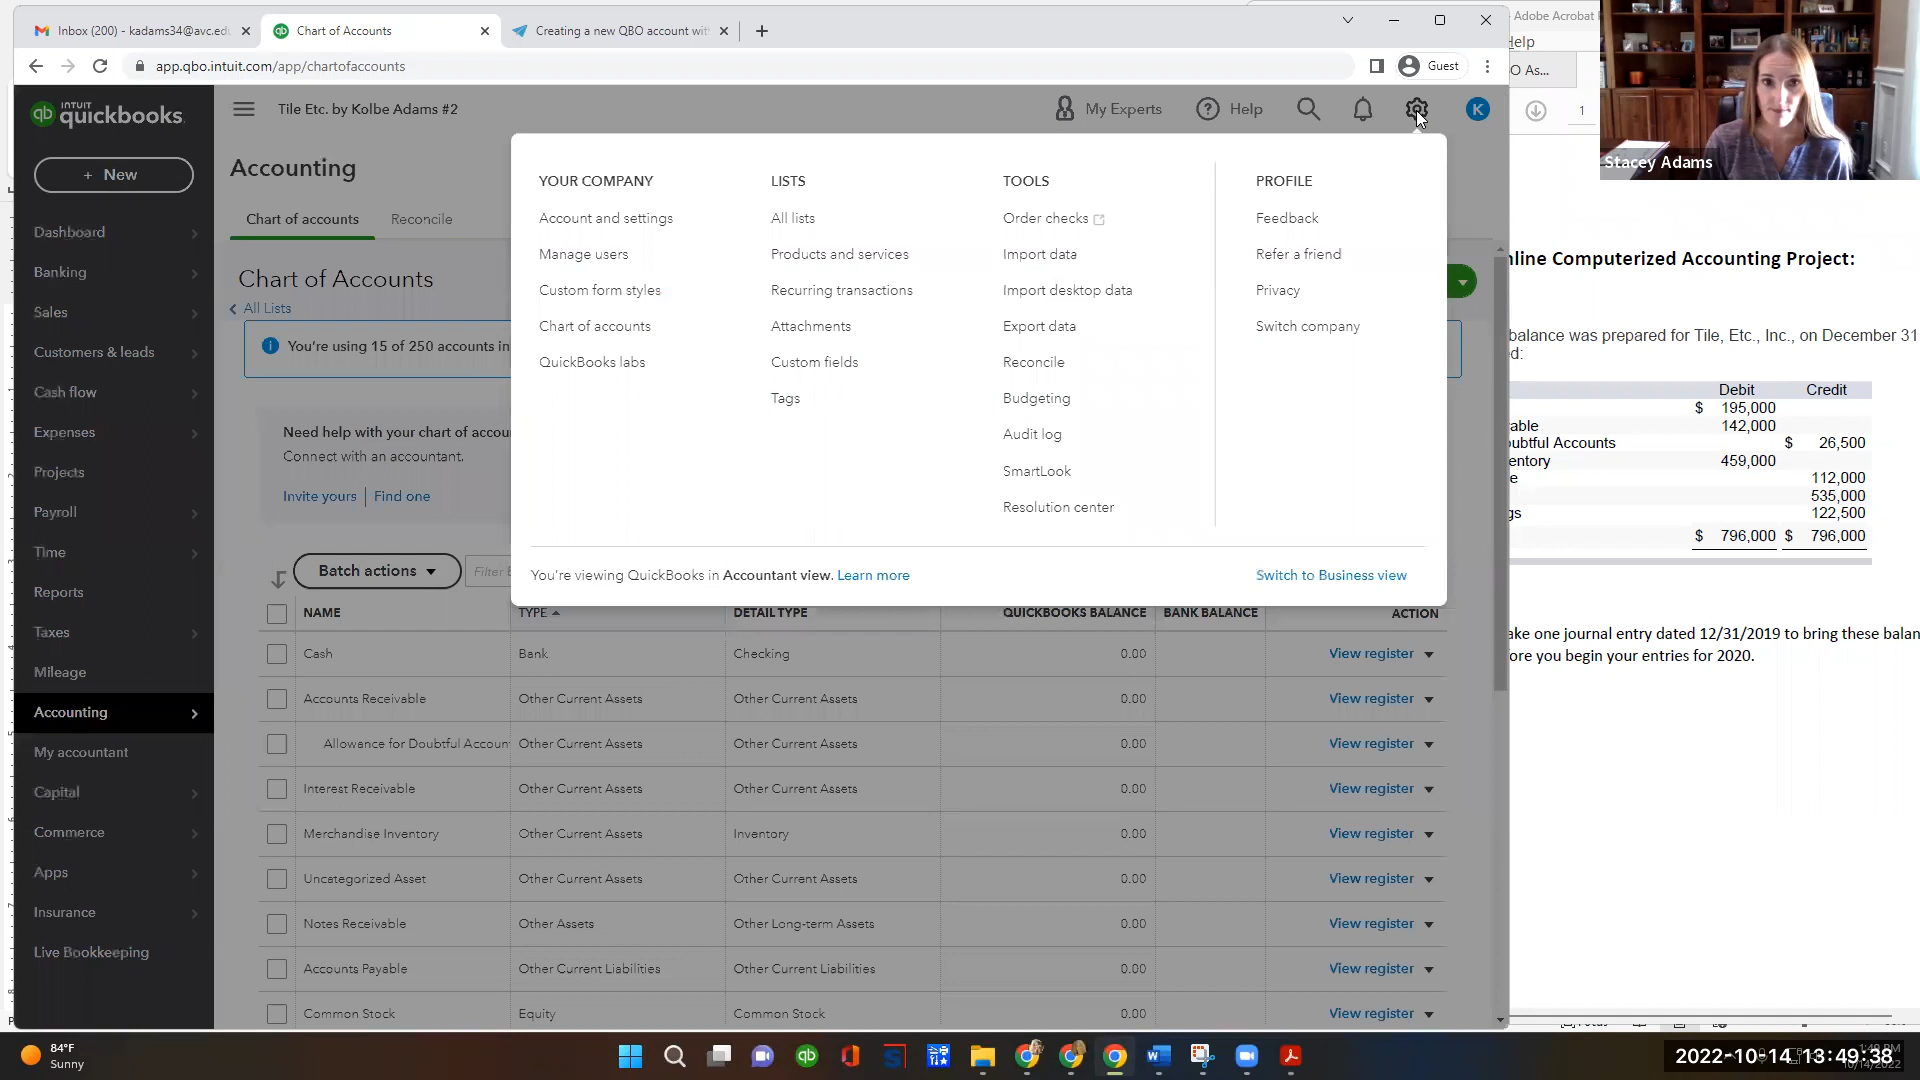 Inbox (200) - kadams34@avc.ed
Chart of Accounts
Creating a new QBO account wit
app.qbo.intuit.com/app/chartofaccounts
Guest
INTUIT
quickbooks
+ New
Dashboard
Banking
Sales
Customers & leads
Cash flow
Expenses
Projects
Payroll
Time
Reports
Taxes
Mileage
Accounting
My accountant
Capital
Commerce
Apps
Insurance
Live Bookkeeping
Tile Etc. by Kolbe Adams #2
My Experts
Help
K
Accounting
Chart of accounts
Reconcile
Chart of Accounts
All Lists
You're using 15 of 250 accounts in
Need help with your chart of accou
Connect with an accountant.
Invite yours
Find one
Batch actions
Filter
YOUR COMPANY
Account and settings
Manage users
Custom form styles
Chart of accounts
QuickBooks labs
LISTS
All lists
Products and services
Recurring transactions
Attachments
Custom fields
Tags
TOOLS
Order checks
Import data
Import desktop data
Export data
Reconcile
Budgeting
Audit log
SmartLook
Resolution center
PROFILE
Feedback
Refer a friend
Privacy
Switch company
You're viewing QuickBooks in Accountant view. Learn more
Switch to Business view
NAME TYPE DETAIL TYPE QUICKBOOKS BALANCE BANK BALANCE ACTION
Cash Bank Checking 0.00 View register
Accounts Receivable Other Current Assets Other Current Assets 0.00 View register
Allowance for Doubtful Accoun Other Current Assets Other Current Assets 0.00 View register
Interest Receivable Other Current Assets Other Current Assets 0.00 View register
Merchandise Inventory Other Current Assets Inventory 0.00 View register
Uncategorized Asset Other Current Assets Other Current Assets 0.00 View register
Notes Receivable Other Assets Other Long-term Assets 0.00 View register
Accounts Payable Other Current Liabilities Other Current Liabilities 0.00 View register
Common Stock Equity Common Stock 0.00 View register
Adobe Acrobat
Help
O As...
1
Stacey Adams
nline Computerized Accounting Project:
balance was prepared for Tile, Etc., Inc., on December 31
d:
Debit Credit
$ 195,000
able 142,000
oubtful Accounts $ 26,500
entory 459,000
e 112,000
535,000
gs 122,500
$ 796,000 $ 796,000
ake one journal entry dated 12/31/2019 to bring these balan
ore you begin your entries for 2020.
84°F
Sunny
2022-10-14 13:49:38
10/14/2022